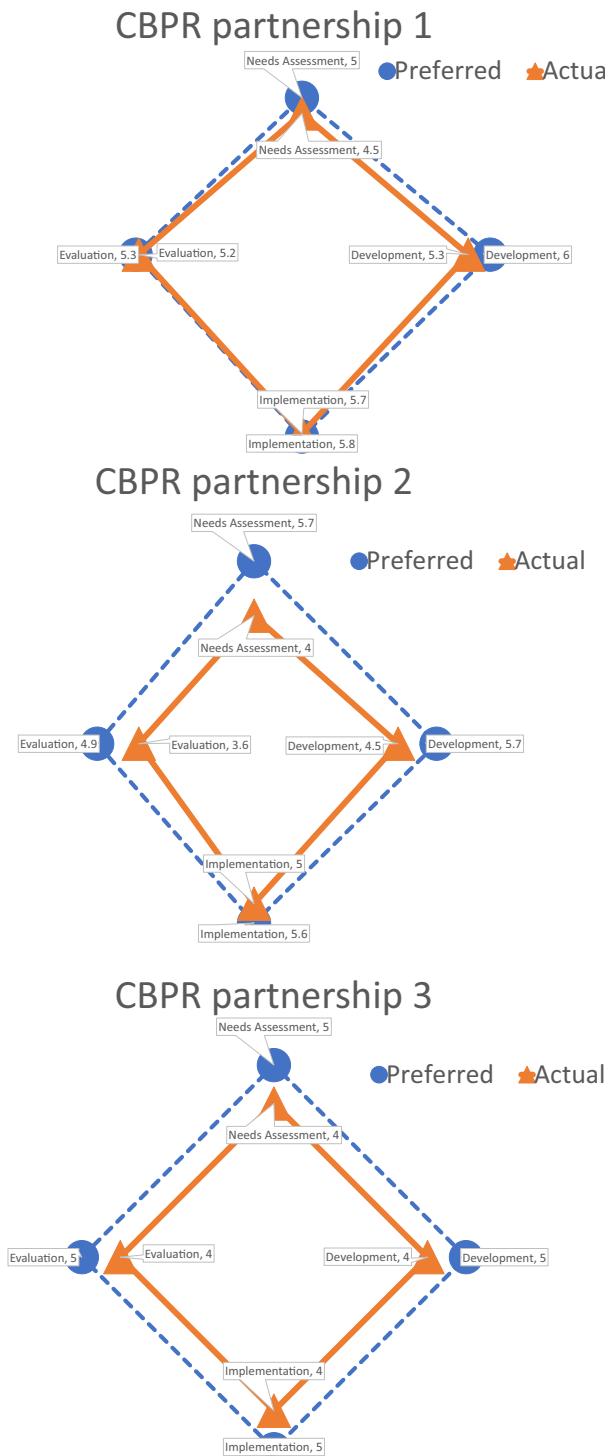 CBPR partnership 1
Needs Assessment, 5
Preferred Actual
Needs Assessment, 4.5
Evaluation, 5.3 Evaluation, 5.2 Development, 5.3 Development, 6
Implementation, 5.7
Implementation, 5.8
CBPR partnership 2
Needs Assessment, 5.7
Preferred Actual
Needs Assessment, 4
Evaluation, 4.9 Evaluation, 3.6 Development, 4.5 Development, 5.7
Implementation, 5
Implementation, 5.6
CBPR partnership 3
Needs Assessment, 5
Preferred Actual
Needs Assessment, 4
Evaluation, 5 Evaluation, 4 Development, 4 Development, 5
Implementation, 4
Implementation, 5